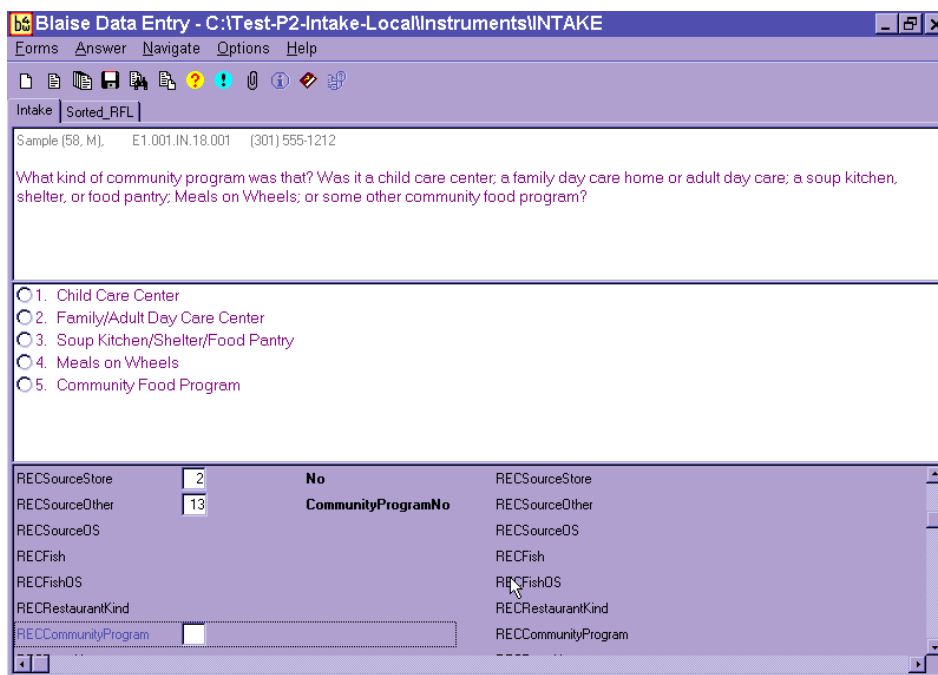 Blaise Data Entry - C:\Test-P2-Intake-Local\Instruments\INTAKE
Forms Answer Navigate Options Help
Intake Sorted_RFL
Sample (58, M), E1.001.IN.18.001 (301) 555-1212
What kind of community program was that? Was it a child care center; a family day care home or adult day care; a soup kitchen,
shelter, or food pantry; Meals on Wheels; or some other community food program?
1. Child Care Center
2. Family/Adult Day Care Center
3. Soup Kitchen/Shelter/Food Pantry
4. Meals on Wheels
5. Community Food Program
RECSourceStore 2 No RECSourceStore
RECSourceOther 13 CommunityProgramNo RECSourceOther
RECSourceOS RECSourceOS
RECFish RECFish
RECFishOS RECFishOS
RECRestaurantKind RECRestaurantKind
RECCommunityProgram RECCommunityProgram